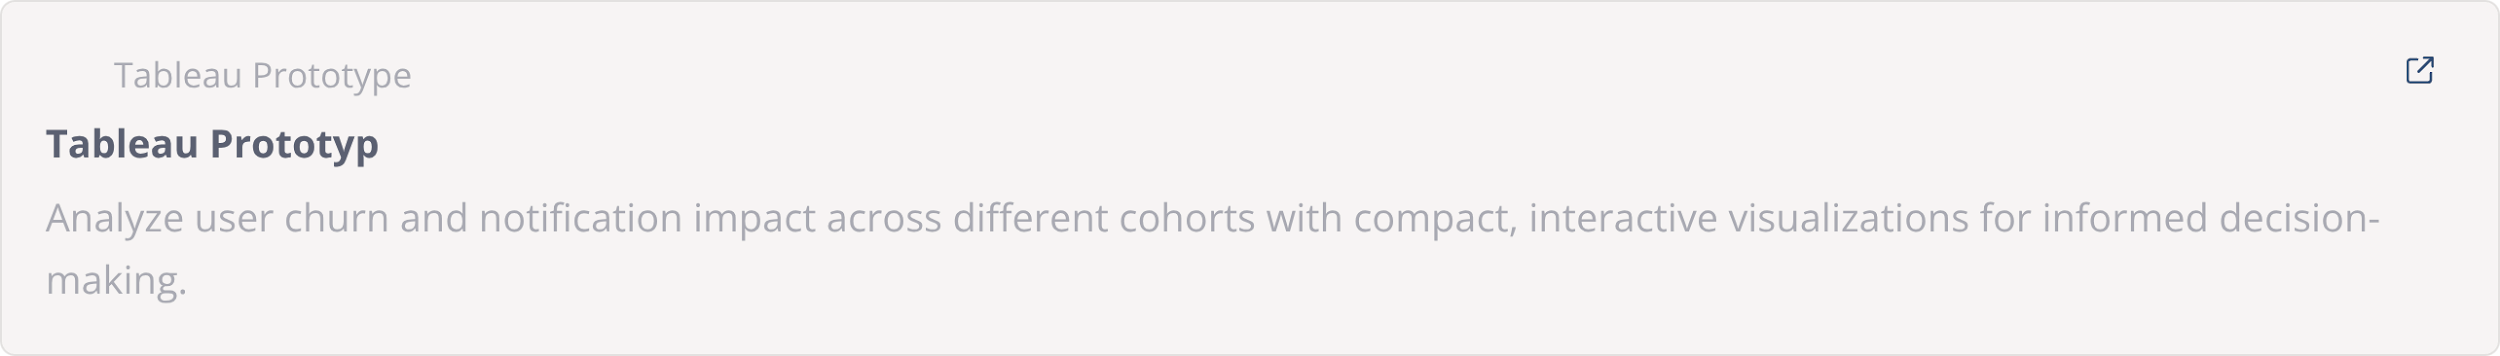 Tableau Prototype
Tableau Prototyp
Analyze user churn and notification impact across different cohorts with compact, interactive visualizations for informed decision-
making.